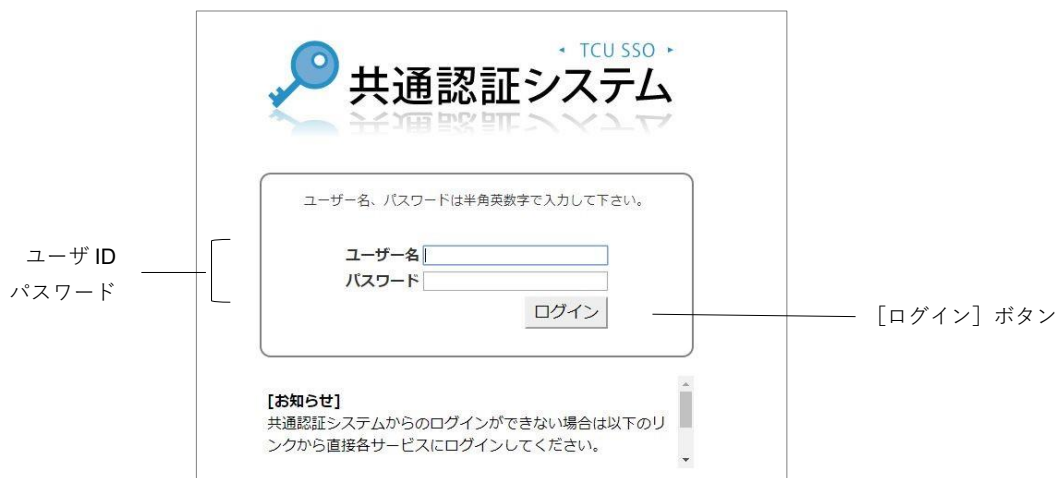 ◂ TCU SSO ▸
共通認証システム
ユーザー名、パスワードは半角英数字で入力して下さい。
ユーザ ID
パスワード
ユーザー名
パスワード
ログイン
［ログイン］ボタン
[お知らせ]
共通認証システムからのログインができない場合は以下のリ
ンクから直接各サービスにログインしてください。